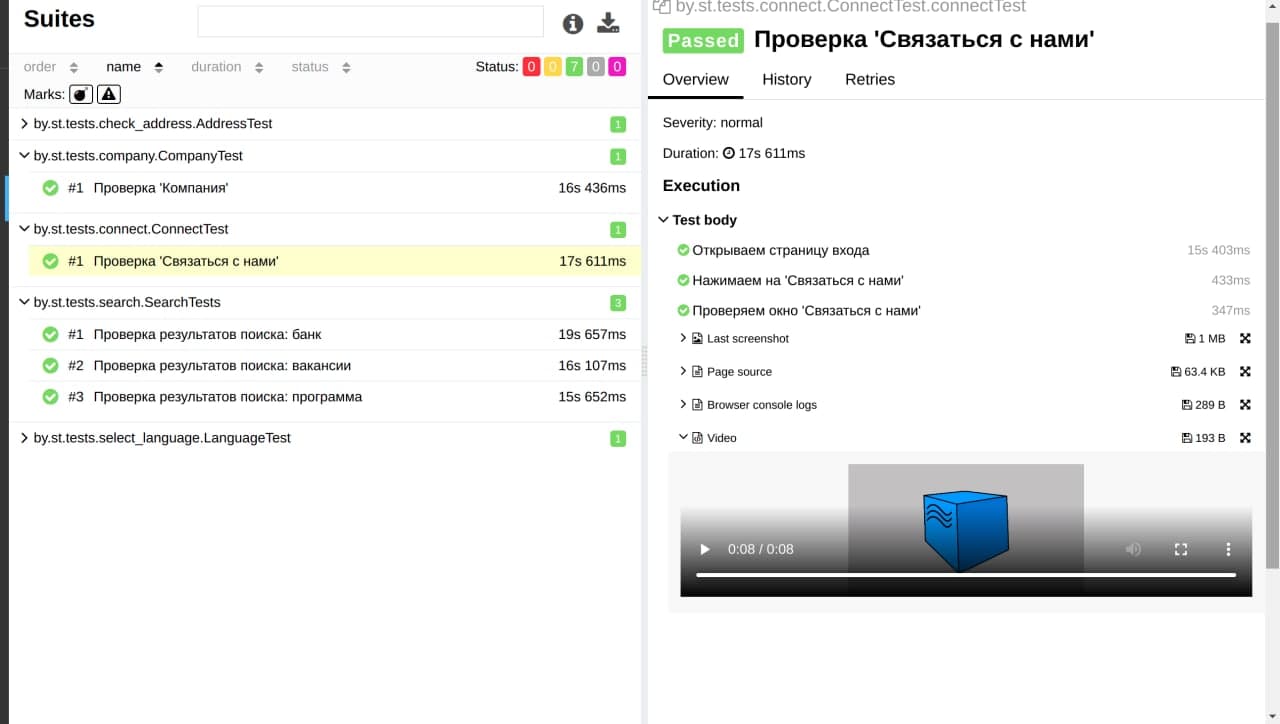 Suites
order name duration status Status: 0 0 7 0 0
Marks:
by.st.tests.check_address.AddressTest 1
by.st.tests.company.CompanyTest 1
#1 Проверка 'Компания' 16s 436ms
by.st.tests.connect.ConnectTest 1
#1 Проверка 'Связаться с нами' 17s 611ms
by.st.tests.search.SearchTests 3
#1 Проверка результатов поиска: банк 19s 657ms
#2 Проверка результатов поиска: вакансии 16s 107ms
#3 Проверка результатов поиска: программа 15s 652ms
by.st.tests.select_language.LanguageTest 1
by.st.tests.connect.ConnectTest.connectTest
Passed Проверка 'Связаться с нами'
Overview History Retries
Severity: normal
Duration: 17s 611ms
Execution
Test body
Открываем страницу входа 15s 403ms
Нажимаем на 'Связаться с нами' 433ms
Проверяем окно 'Связаться с нами' 347ms
Last screenshot 1 MB
Page source 63.4 KB
Browser console logs 289 B
Video 193 B
0:08 / 0:08